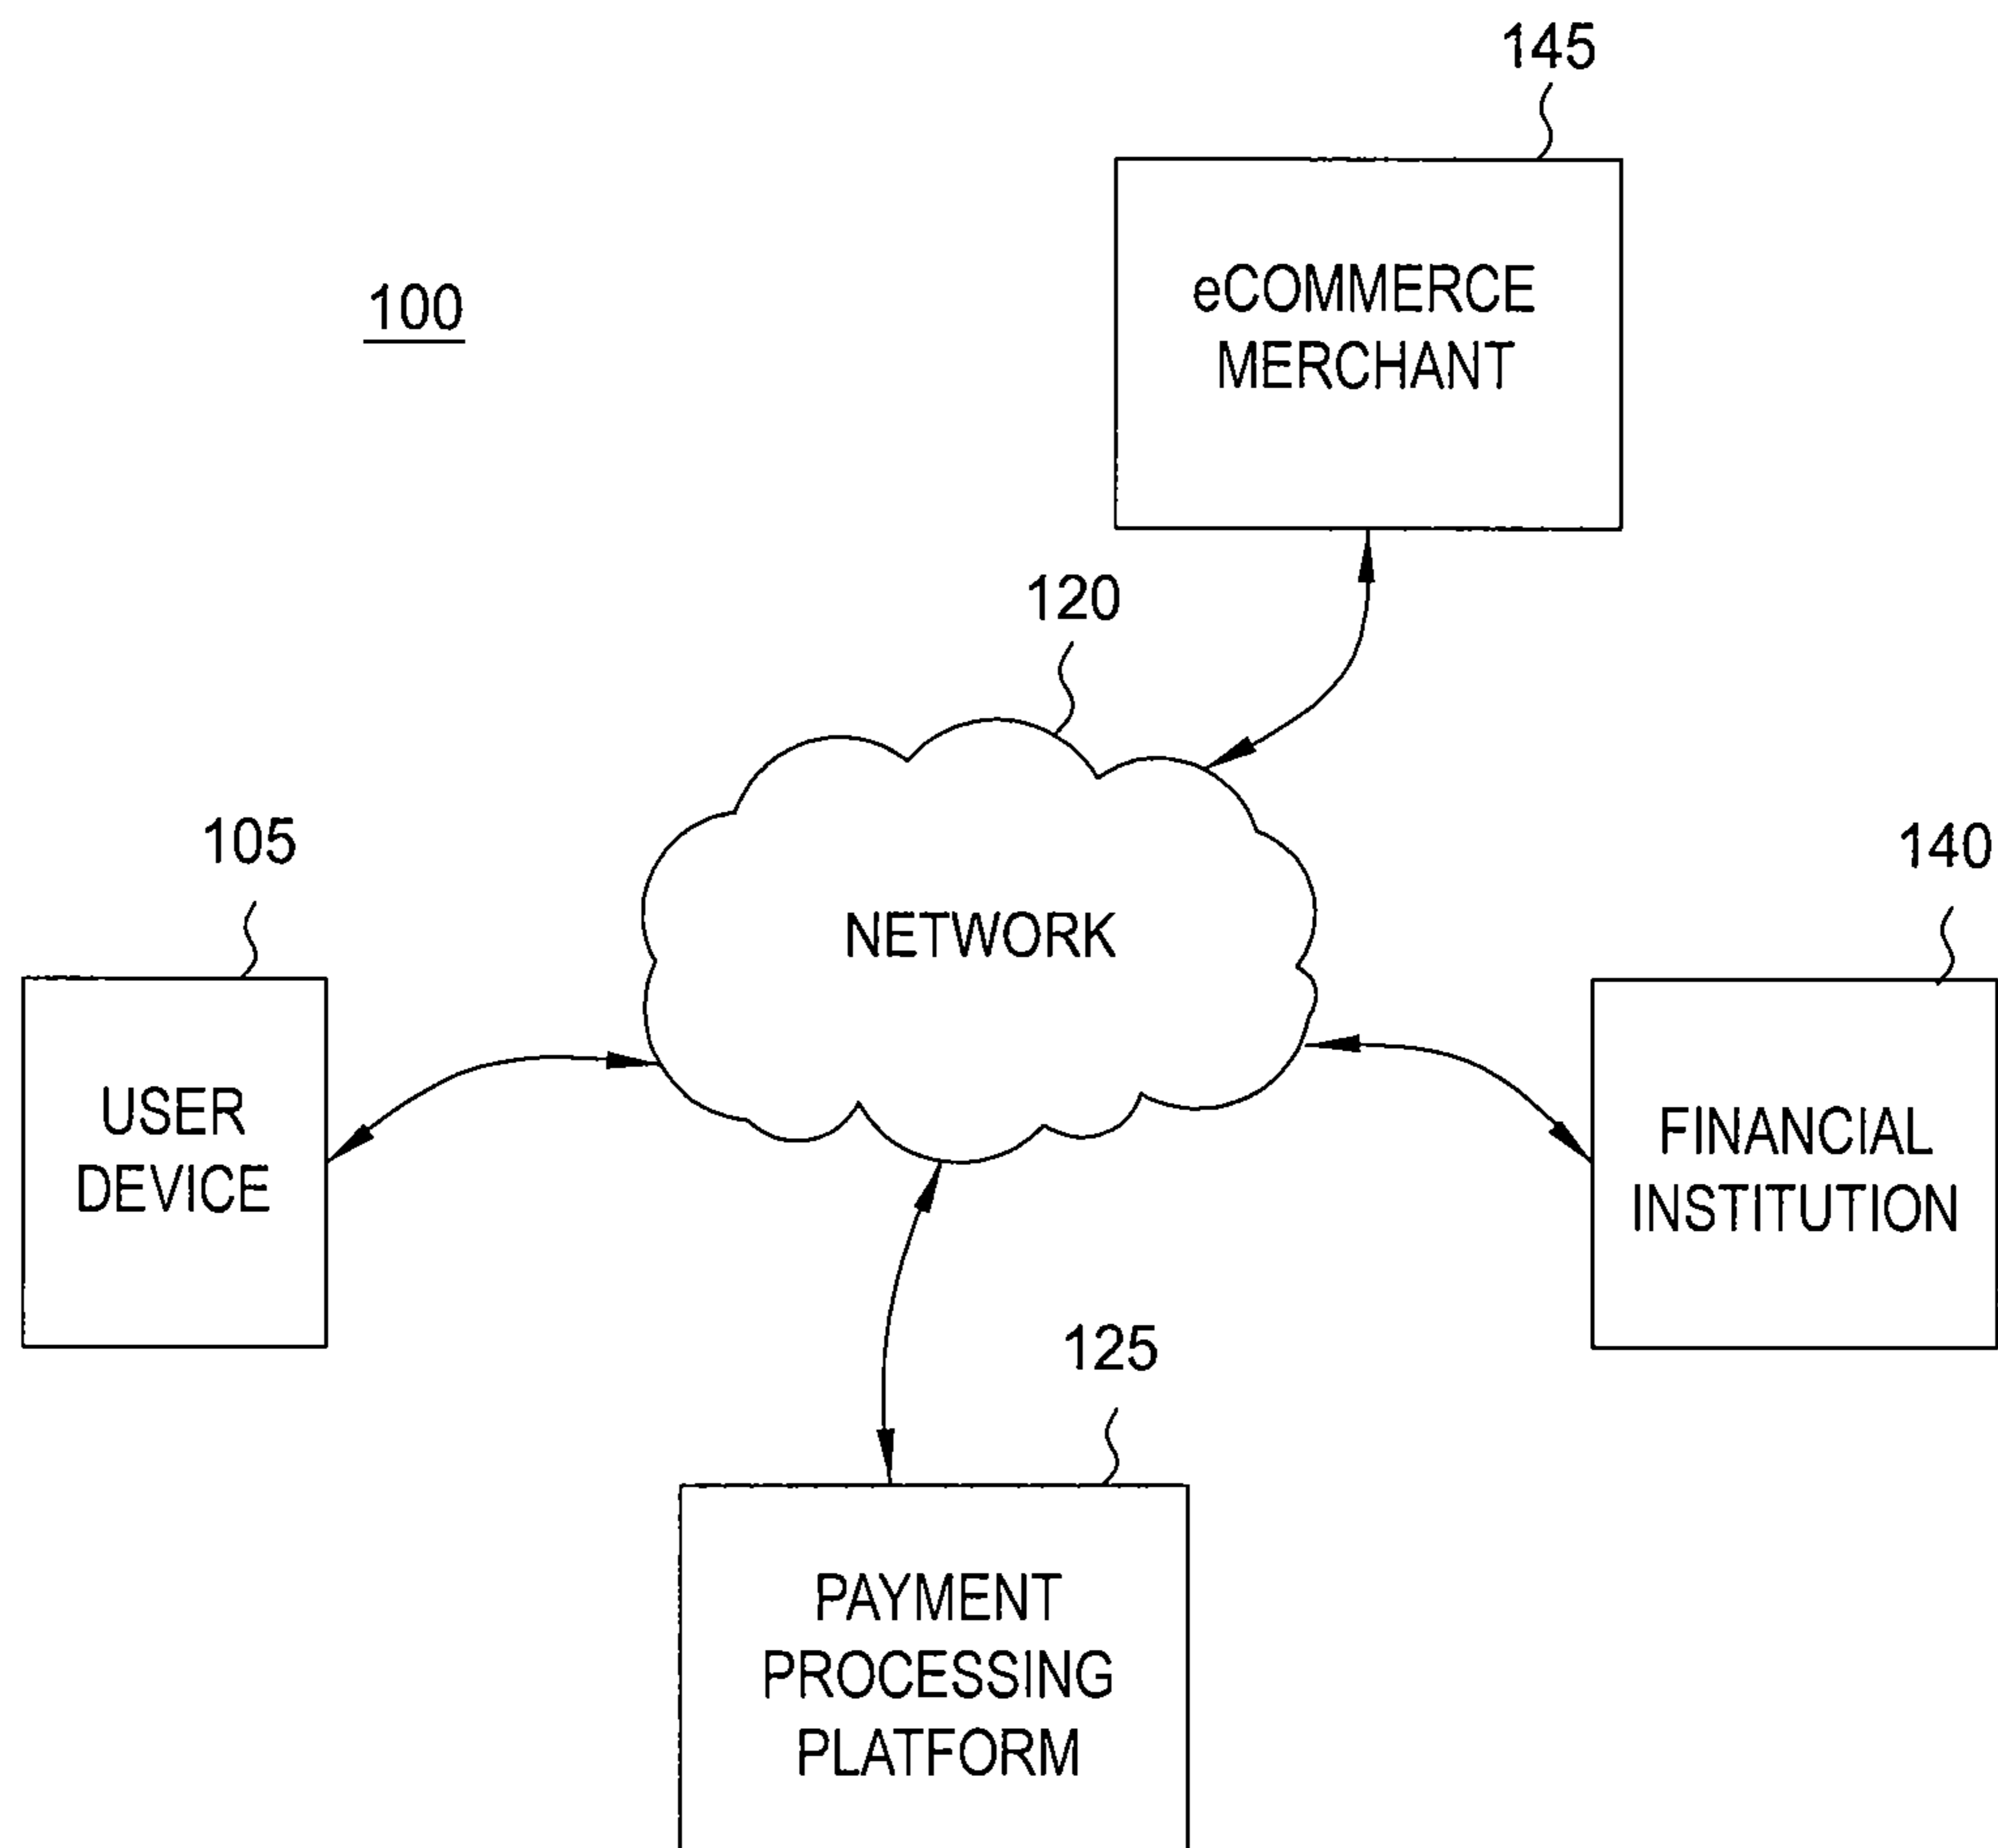 145
eCOMMERCE
MERCHANT
100
120
NETWORK
105
USER
DEVICE
140
FINANCIAL
INSTITUTION
125
PAYMENT
PROCESSING
PLATFORM